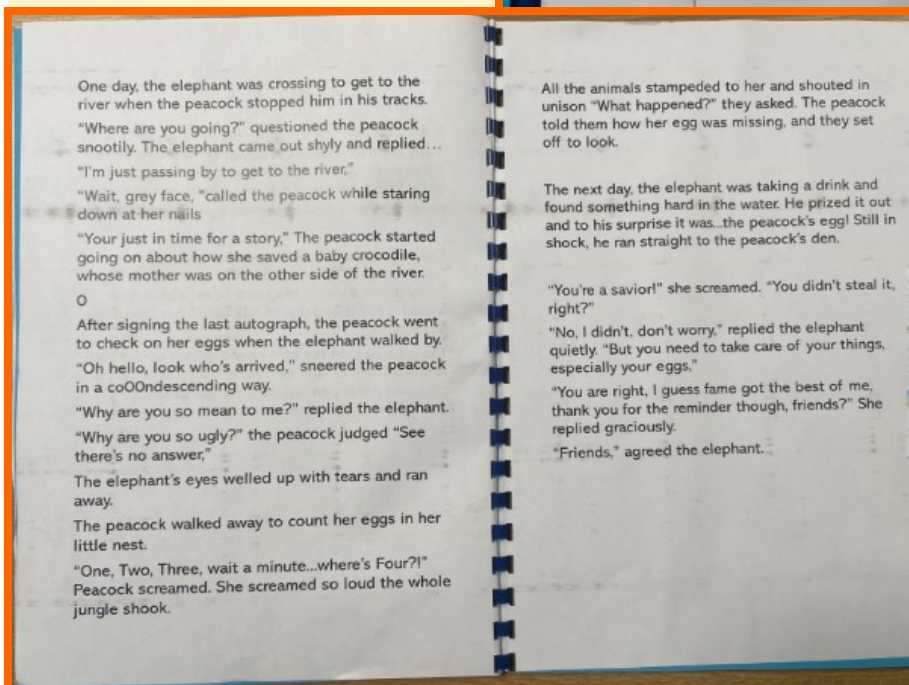 One day, the elephant was crossing to get to the
river when the peacock stopped him in his tracks.
“Where are you going?” questioned the peacock
snootily. The elephant came out shyly and replied…
“I’m just passing by to get to the river,”
“Wait, grey face, ”called the peacock while staring
down at her nails
“Your just in time for a story,” The peacock started
going on about how she saved a baby crocodile,
whose mother was on the other side of the river.
O
After signing the last autograph, the peacock went
to check on her eggs when the elephant walked by.
“Oh hello, look who’s arrived,” sneered the peacock
in a coOOndescending way.
“Why are you so mean to me?” replied the elephant.
“Why are you so ugly?” the peacock judged “See
there’s no answer,”
The elephant’s eyes welled up with tears and ran
away.
The peacock walked away to count her eggs in her
little nest.
“One, Two, Three, wait a minute...where’s Four?!”
Peacock screamed. She screamed so loud the whole
jungle shook.
All the animals stampeded to her and shouted in
unison “What happened?” they asked. The peacock
told them how her egg was missing, and they set
off to look.
The next day, the elephant was taking a drink and
found something hard in the water. He prized it out
and to his surprise it was...the peacock’s egg! Still in
shock, he ran straight to the peacock’s den.
“You’re a savior!” she screamed. “You didn’t steal it,
right?”
“No, I didn’t, don’t worry,” replied the elephant
quietly. “But you need to take care of your things,
especially your eggs,”
“You are right, I guess fame got the best of me,
thank you for the reminder though, friends?” She
replied graciously.
“Friends,” agreed the elephant.